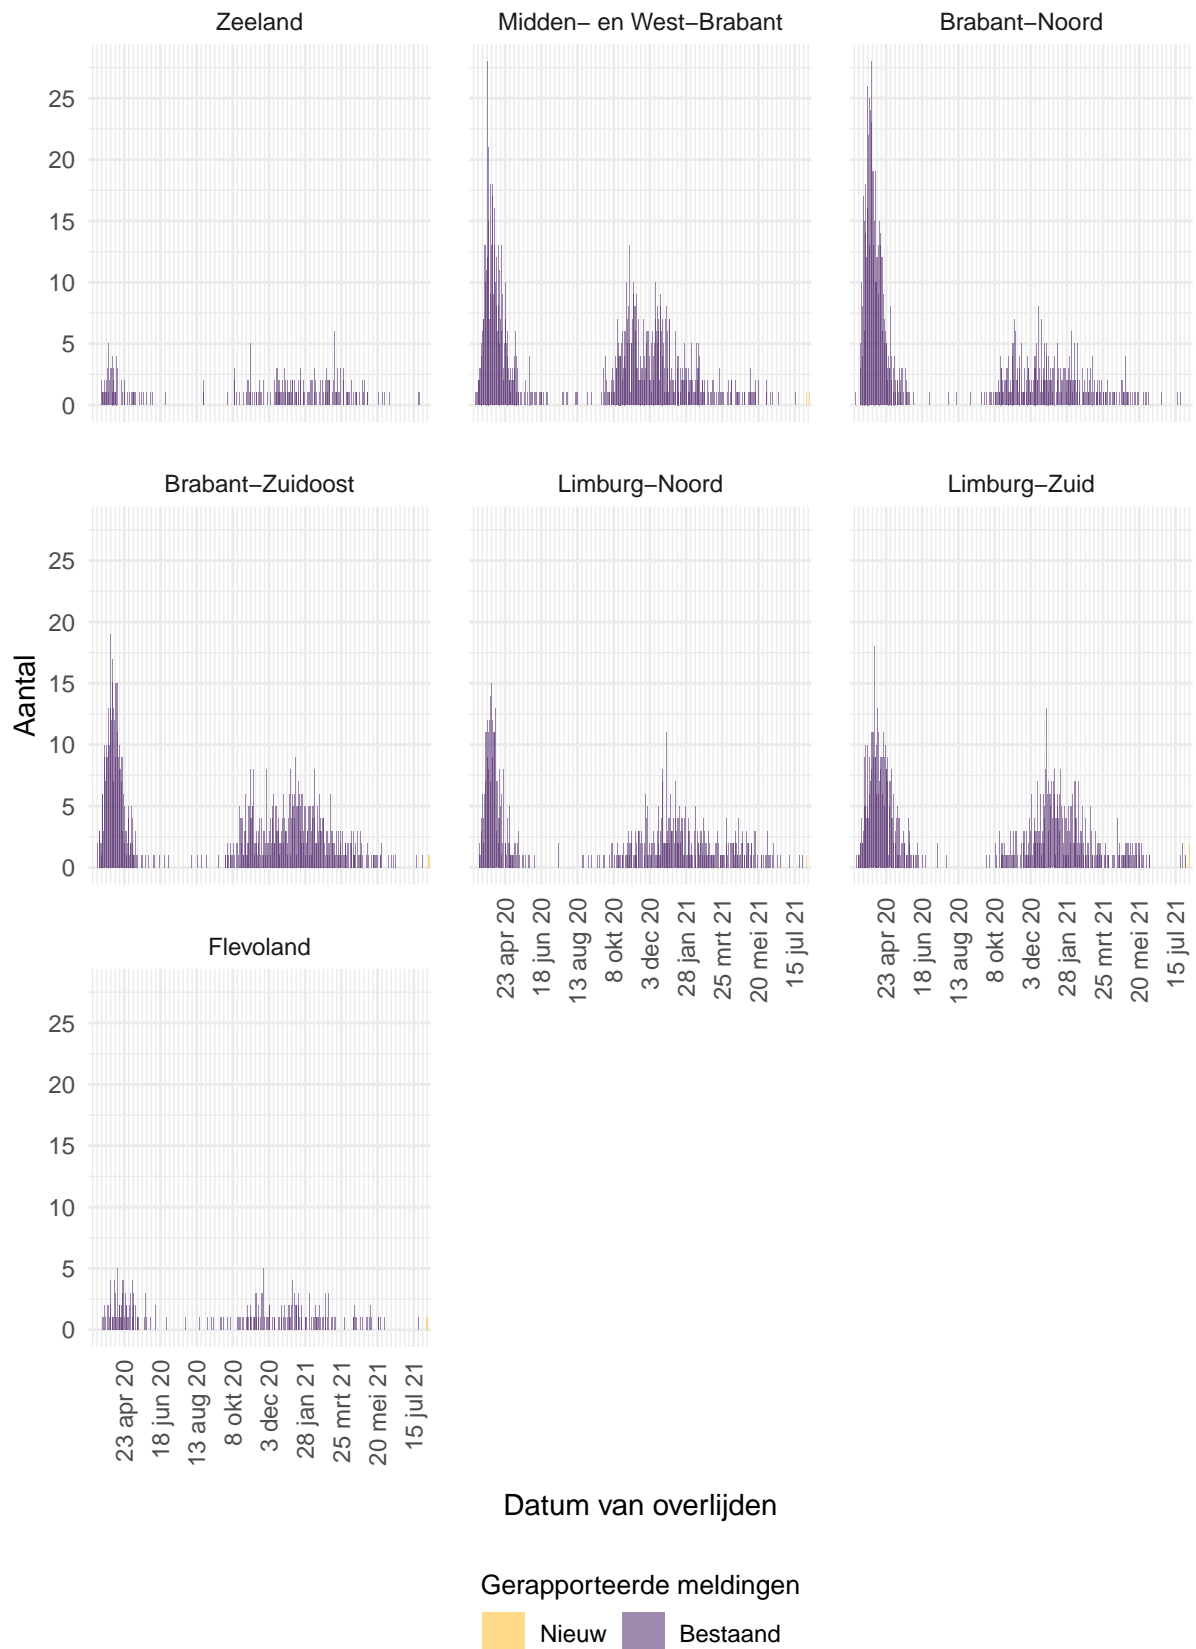 Zeeland
Midden- en West-Brabant
Brabant-Noord
25
20
15
10
5
0
Brabant-Zuidoost
Limburg-Noord
Limburg-Zuid
25
20
15
10
5
0
Aantal
23 apr 20
18 jun 20
13 aug 20
8 okt 20
3 dec 20
28 jan 21
25 mrt 21
20 mei 21
15 jul 21
23 apr 20
18 jun 20
13 aug 20
8 okt 20
3 dec 20
28 jan 21
25 mrt 21
20 mei 21
15 jul 21
Flevoland
25
20
15
10
5
0
23 apr 20
18 jun 20
13 aug 20
8 okt 20
3 dec 20
28 jan 21
25 mrt 21
20 mei 21
15 jul 21
Datum van overlijden
Gerapporteerde meldingen
Nieuw
Bestaand